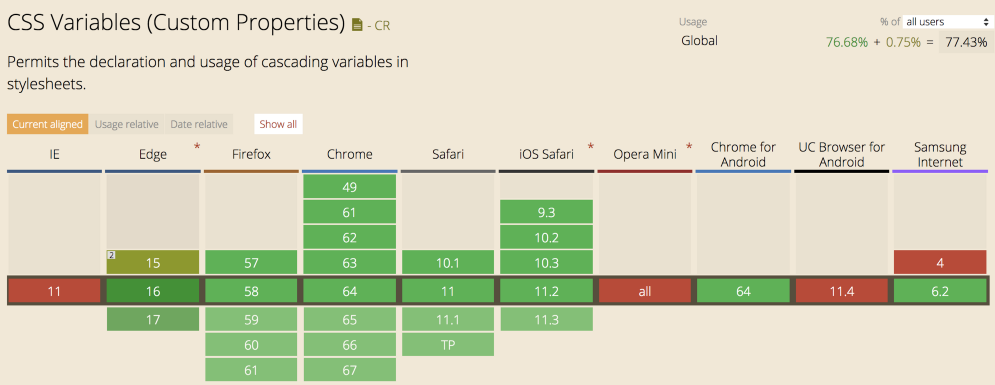 CSS Variables (Custom Properties) - CR
Usage % of all users
Global 76.68% + 0.75% = 77.43%
Permits the declaration and usage of cascading variables in
stylesheets.
Current aligned Usage relative Date relative Show all
IE Edge * Firefox Chrome Safari iOS Safari * Opera Mini * Chrome for Android UC Browser for Android Samsung Internet
49
61 9.3
62 10.2
2 15 57 63 10.1 10.3 4
11 16 58 64 11 11.2 all 64 11.4 6.2
17 59 65 11.1 11.3
60 66 TP
61 67